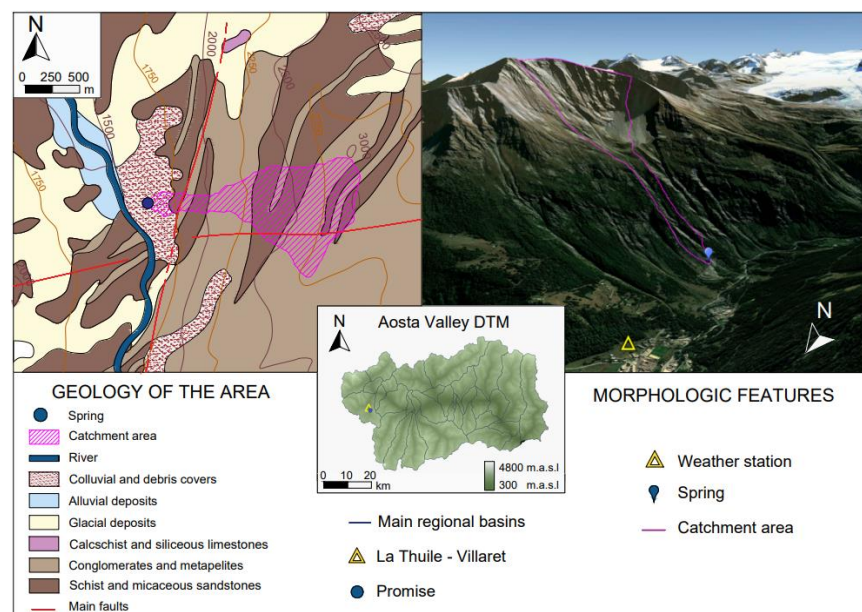 N
0 250 500
m
1750
1500
2000
2250
2500
3000
1750
2000
N
N
Aosta Valley DTM
0 10 20
km
4800 m.a.s.l
300 m.a.s.l
GEOLOGY OF THE AREA
Spring
Catchment area
River
Colluvial and debris covers
Alluvial deposits
Glacial deposits
Calcschist and siliceous limestones
Conglomerates and metapelites
Schist and micaceous sandstones
Main faults
Main regional basins
La Thuile - Villaret
Promise
MORPHOLOGIC FEATURES
Weather station
Spring
Catchment area